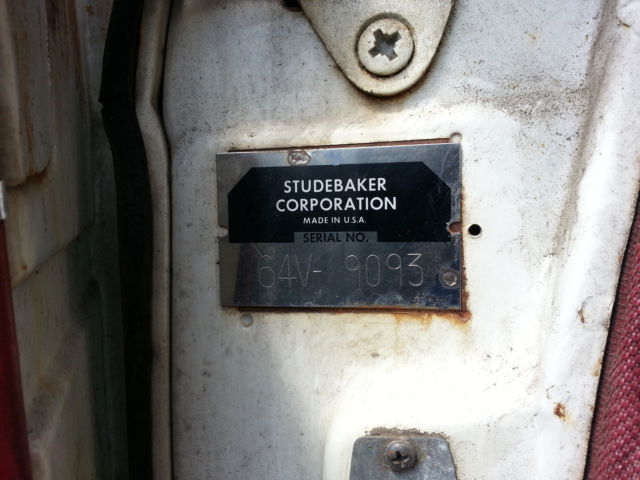 STUDEBAKER
CORPORATION
MADE IN U.S.A.
SERIAL NO.
64V- 9093